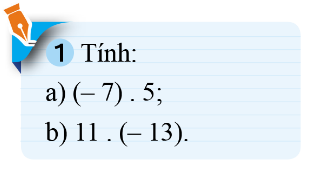 1 Tính:
a) (– 7) . 5;
b) 11 . (– 13).